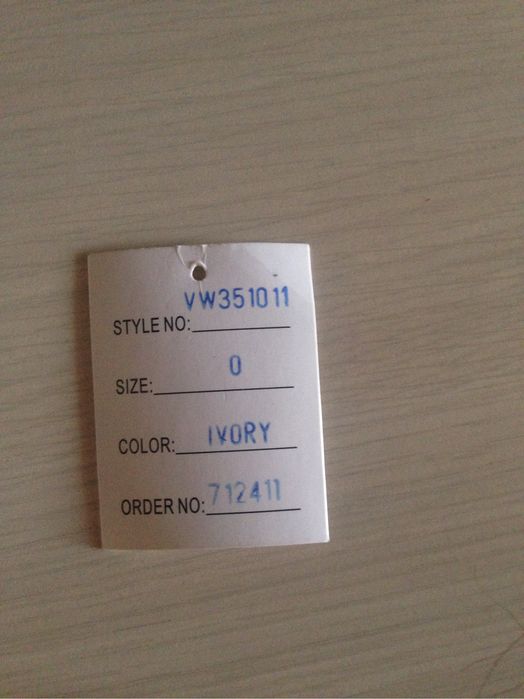 VW351011
STYLE NO:
SIZE: 0
COLOR: IVORY
ORDER NO: 712411